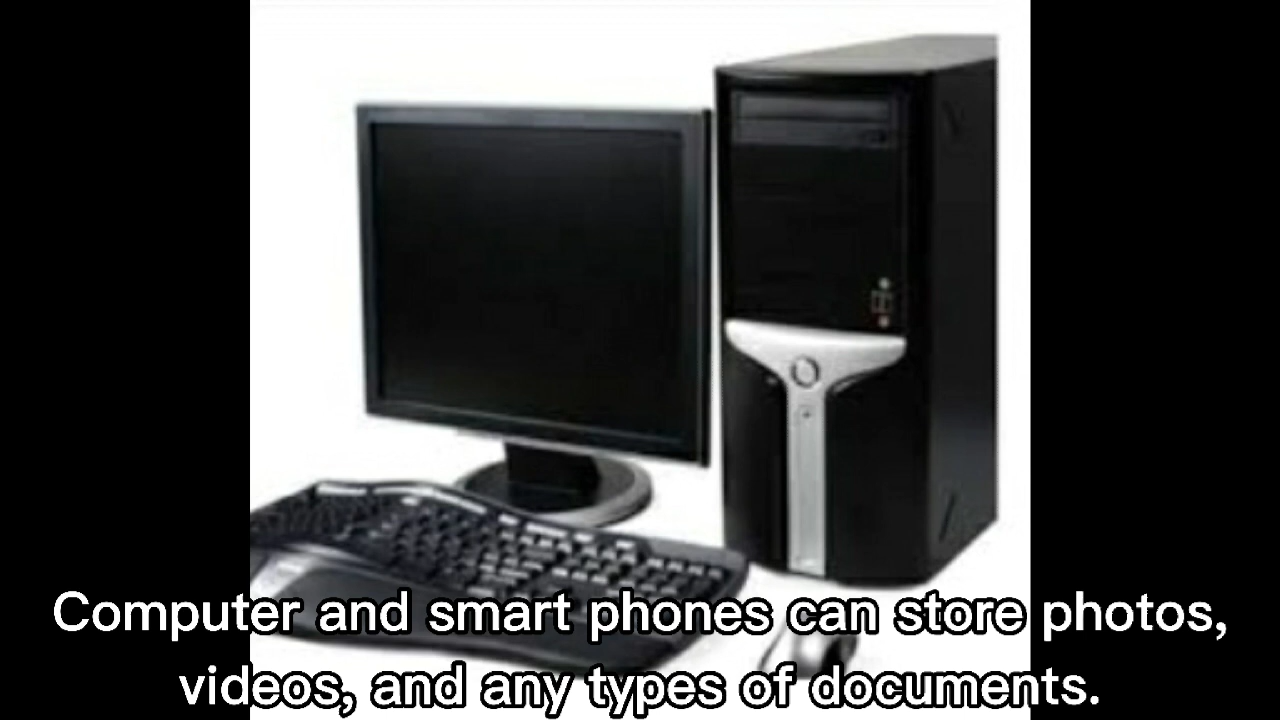 Computer and smart phones can store photos,
videos, and any types of documents.